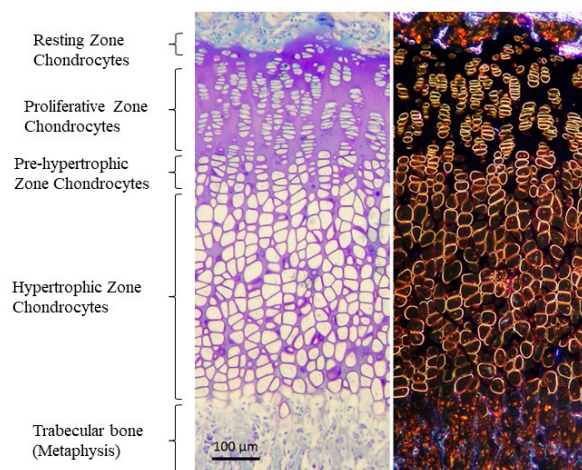 Resting Zone
Chondrocytes
Proliferative Zone
Chondrocytes
Pre-hypertrophic
Zone Chondrocytes
Hypertrophic Zone
Chondrocytes
Trabecular bone
(Metaphysis)
100 µm